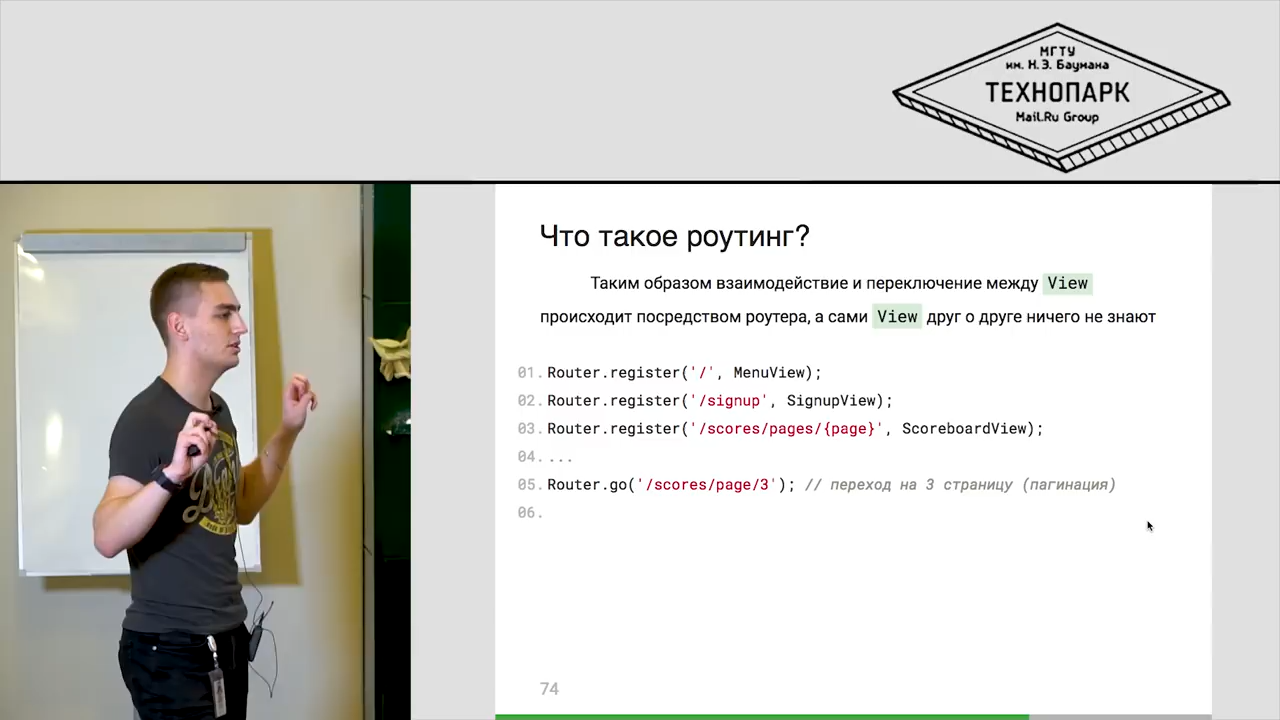 МГТУ
им. Н.Э. Баумана
ТЕХНОПАРК
Mail.Ru Group
Что такое роутинг?
Таким образом взаимодействие и переключение между View
происходит посредством роутера, а сами View друг о друге ничего не знают
01. Router.register('/', MenuView);
02. Router.register('/signup', SignupView);
03. Router.register('/scores/pages/{page}', ScoreboardView);
04. ...
05. Router.go('/scores/page/3'); // переход на 3 страницу (пагинация)
06.
74